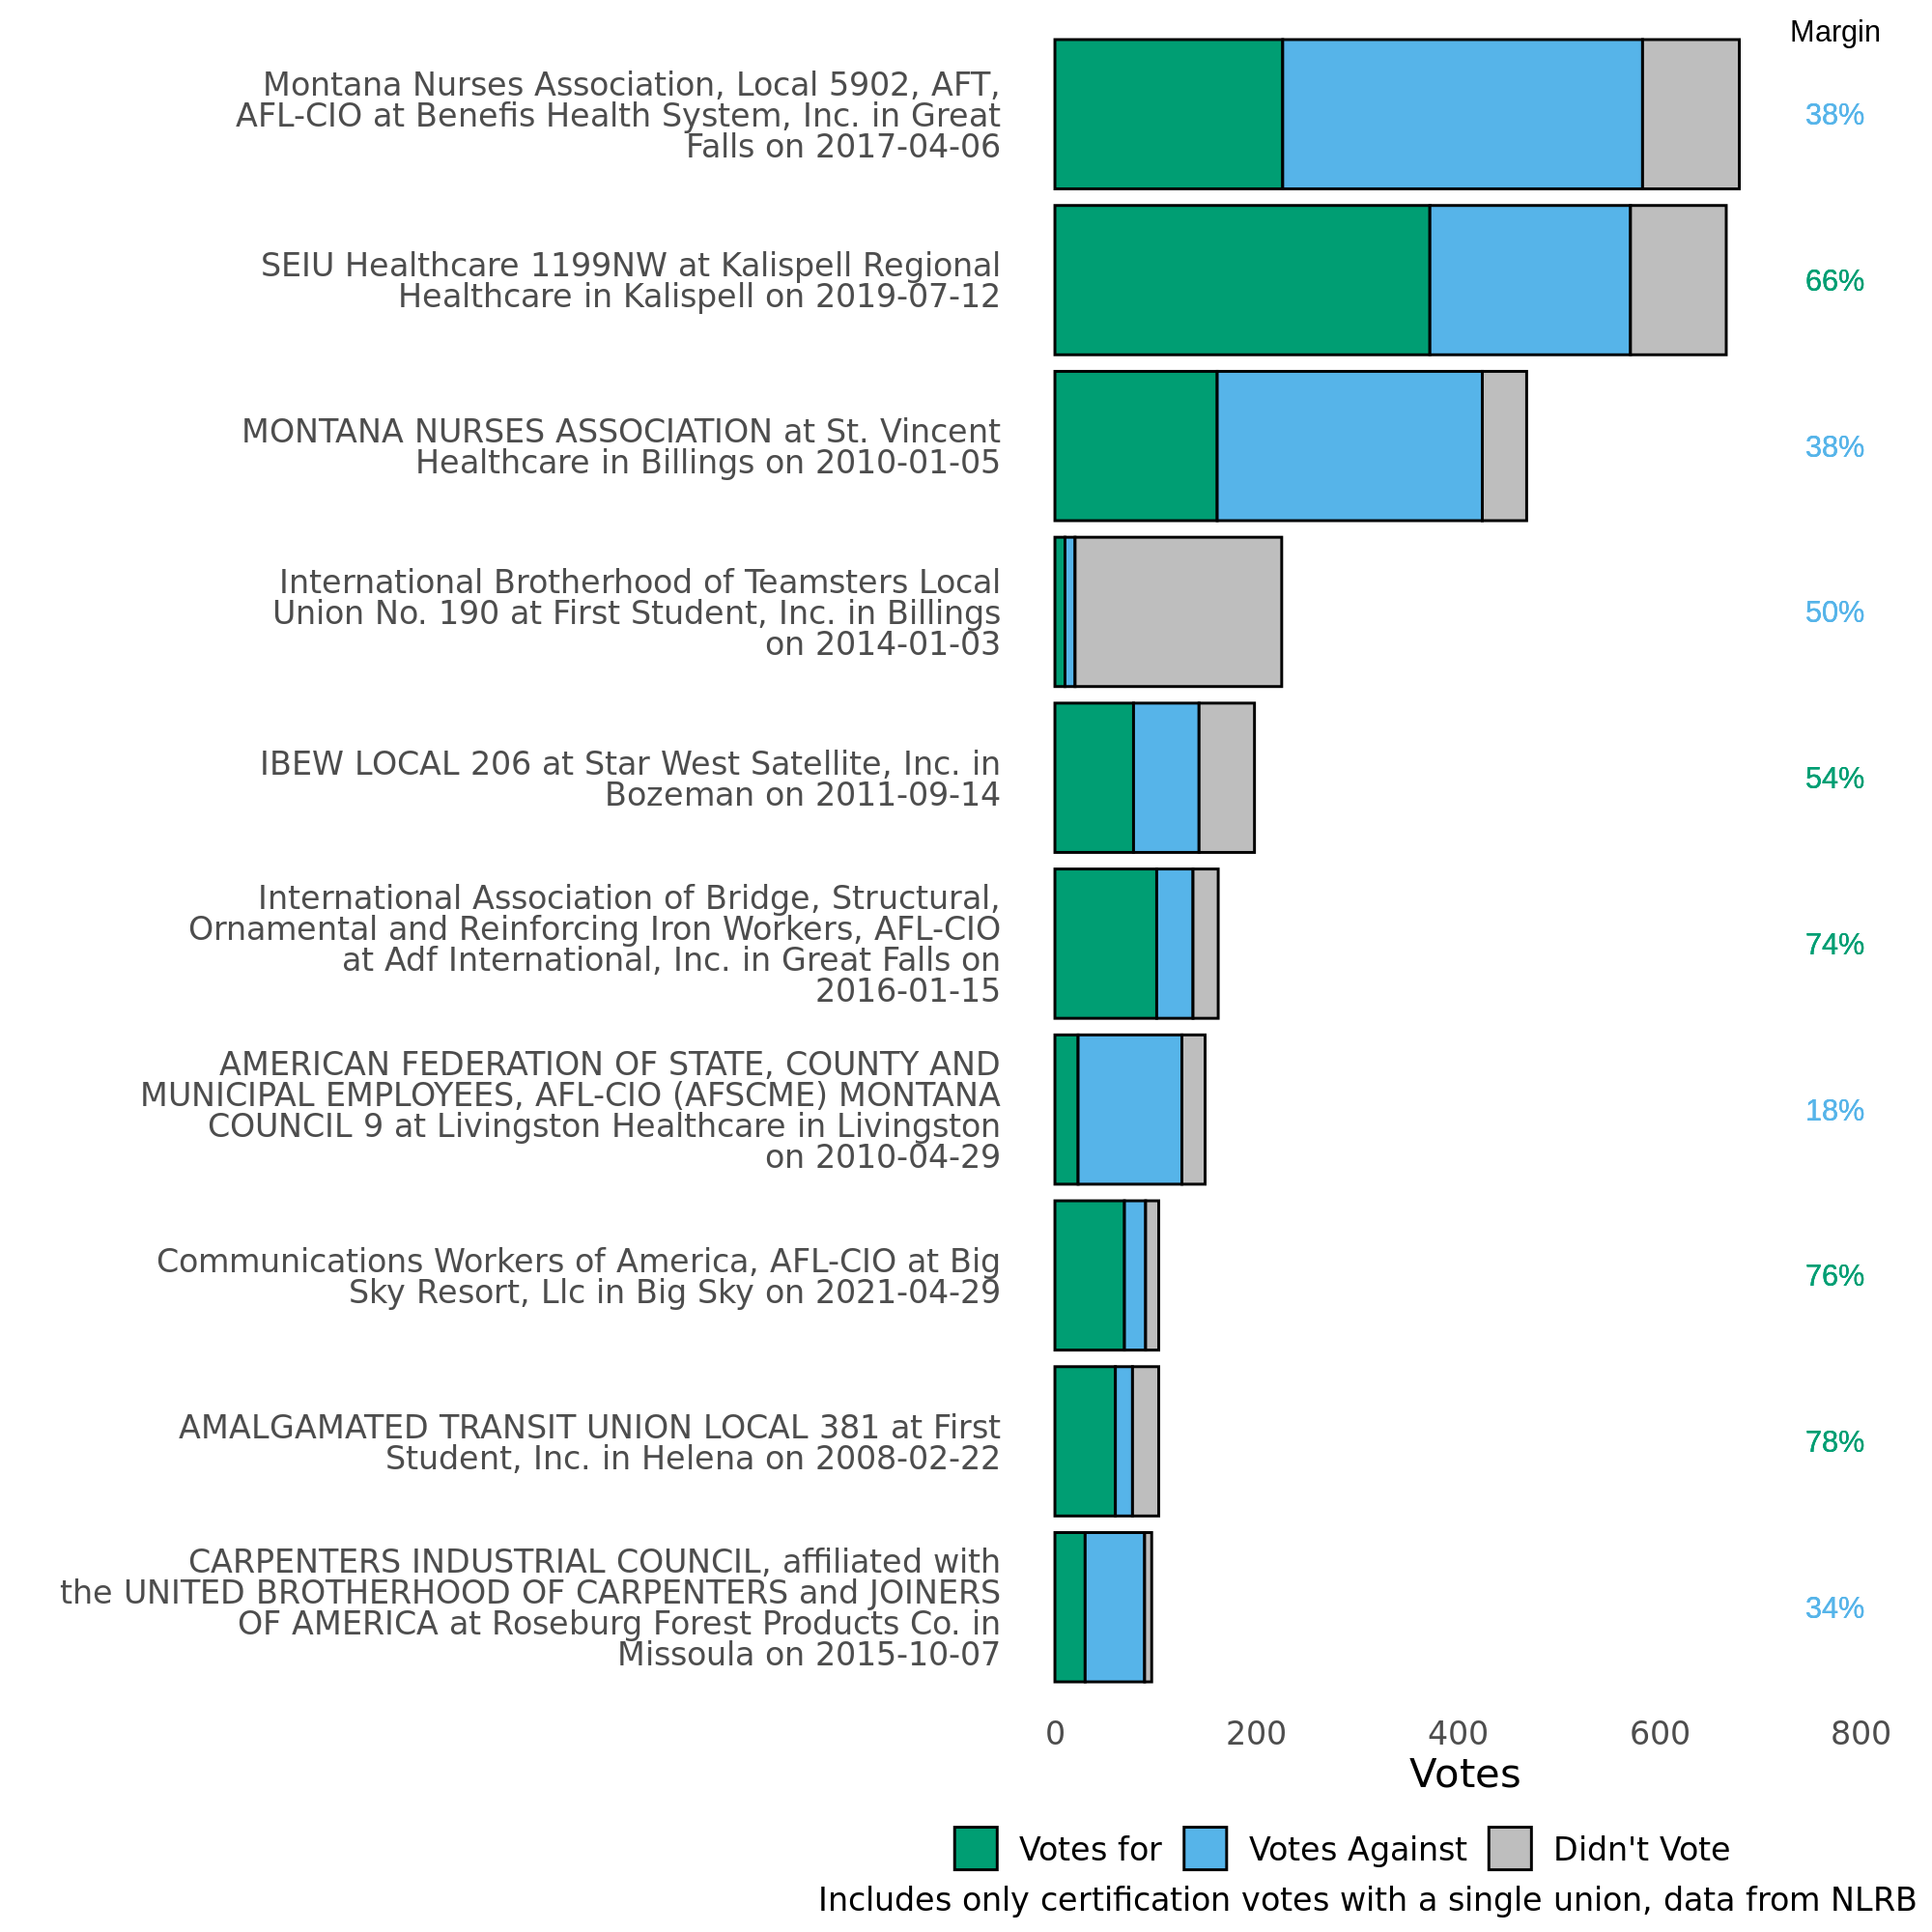 Margin
Montana Nurses Association, Local 5902, AFT,
AFL-CIO at Benefis Health System, Inc. in Great
Falls on 2017-04-06
38%
SEIU Healthcare 1199NW at Kalispell Regional
Healthcare in Kalispell on 2019-07-12
66%
MONTANA NURSES ASSOCIATION at St. Vincent
Healthcare in Billings on 2010-01-05
38%
International Brotherhood of Teamsters Local
Union No. 190 at First Student, Inc. in Billings
on 2014-01-03
50%
IBEW LOCAL 206 at Star West Satellite, Inc. in
Bozeman on 2011-09-14
54%
International Association of Bridge, Structural,
Ornamental and Reinforcing Iron Workers, AFL-CIO
at Adf International, Inc. in Great Falls on
2016-01-15
74%
AMERICAN FEDERATION OF STATE, COUNTY AND
MUNICIPAL EMPLOYEES, AFL-CIO (AFSCME) MONTANA
COUNCIL 9 at Livingston Healthcare in Livingston
on 2010-04-29
18%
Communications Workers of America, AFL-CIO at Big
Sky Resort, Llc in Big Sky on 2021-04-29
76%
AMALGAMATED TRANSIT UNION LOCAL 381 at First
Student, Inc. in Helena on 2008-02-22
78%
CARPENTERS INDUSTRIAL COUNCIL, affiliated with
the UNITED BROTHERHOOD OF CARPENTERS and JOINERS
OF AMERICA at Roseburg Forest Products Co. in
Missoula on 2015-10-07
34%
0 200 400 600 800
Votes
Votes for Votes Against Didn't Vote
Includes only certification votes with a single union, data from NLRB